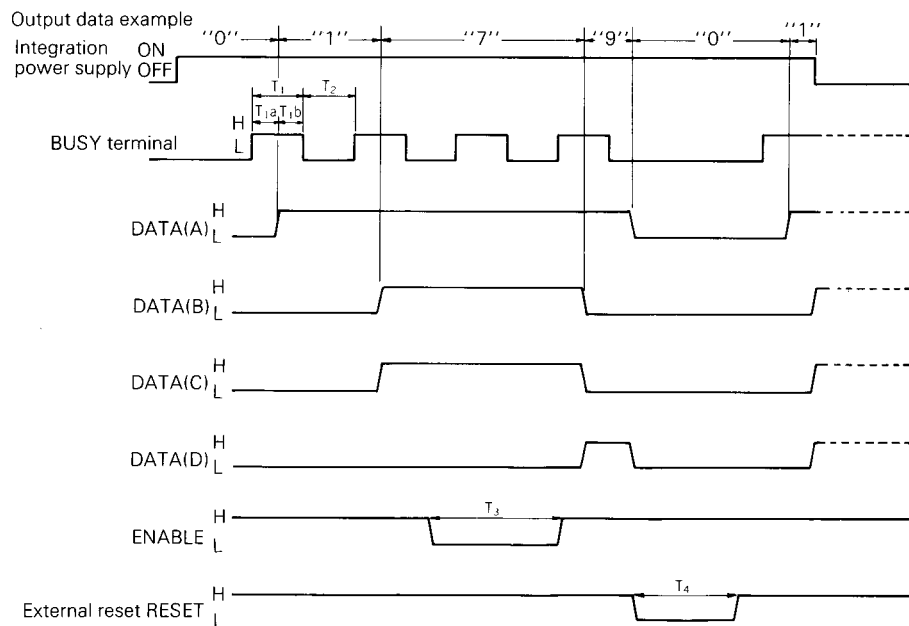 Output data example
"0" "1" "7" "9" "0" "1"
Integration power supply ON OFF
T₁ T₂
T₁a T₁b
BUSY terminal H L
DATA(A) H L
DATA(B) H L
DATA(C) H L
DATA(D) H L
ENABLE H L
T₃
External reset RESET H L
T₄